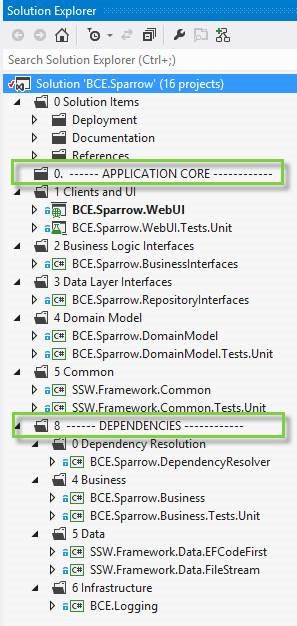 Solution Explorer
Search Solution Explorer (Ctrl+;)
Solution 'BCE.Sparrow' (16 projects)
0 Solution Items
Deployment
Documentation
References
0. ------ APPLICATION CORE ------------
1 Clients and UI
C# BCE.Sparrow.WebUI
BCE.Sparrow.WebUI.Tests.Unit
2 Business Logic Interfaces
C# BCE.Sparrow.BusinessInterfaces
3 Data Layer Interfaces
C# BCE.Sparrow.RepositoryInterfaces
4 Domain Model
C# BCE.Sparrow.DomainModel
C# BCE.Sparrow.DomainModel.Tests.Unit
5 Common
C# SSW.Framework.Common
C# SSW.Framework.Common.Tests.Unit
8 ------ DEPENDENCIES ------------
0 Dependency Resolution
C# BCE.Sparrow.DependencyResolver
4 Business
C# BCE.Sparrow.Business
C# BCE.Sparrow.Business.Tests.Unit
5 Data
C# SSW.Framework.Data.EFCodeFirst
C# SSW.Framework.Data.FileStream
6 Infrastructure
C# BCE.Logging